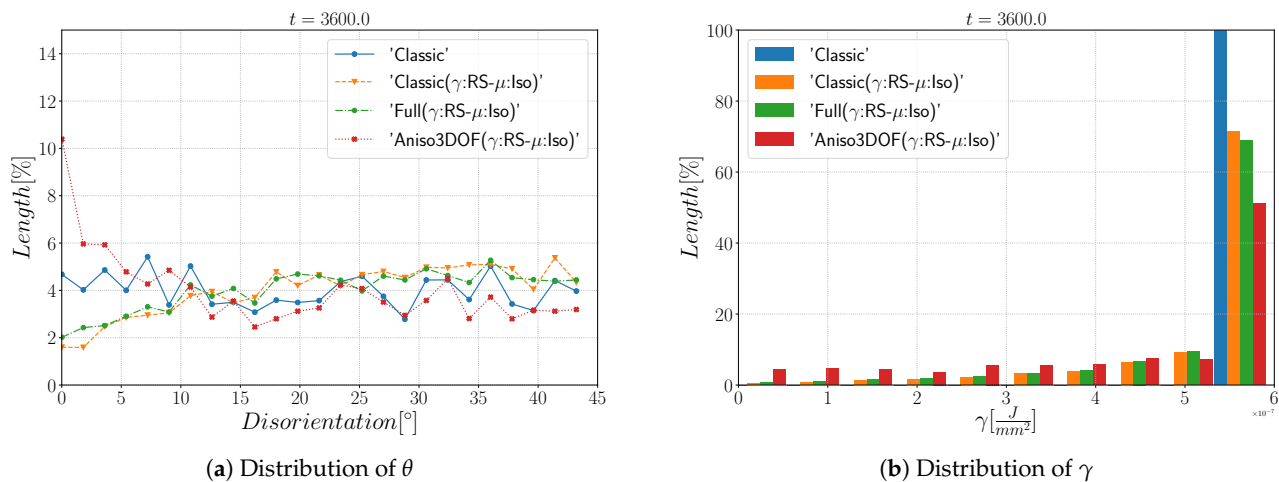 t = 3600.0
Length[%]
14
12
10
8
6
4
2
0
'Classic'
'Classic(γ:RS-μ:Iso)'
'Full(γ:RS-μ:Iso)'
'Aniso3DOF(γ:RS-μ:Iso)'
0 5 10 15 20 25 30 35 40 45
Disorientation[°]
(a) Distribution of θ
t = 3600.0
Length[%]
100
80
60
40
20
0
'Classic'
'Classic(γ:RS-μ:Iso)'
'Full(γ:RS-μ:Iso)'
'Aniso3DOF(γ:RS-μ:Iso)'
1 2 3 4 5 6
×10⁻⁷
γ[J/mm²]
(b) Distribution of γ